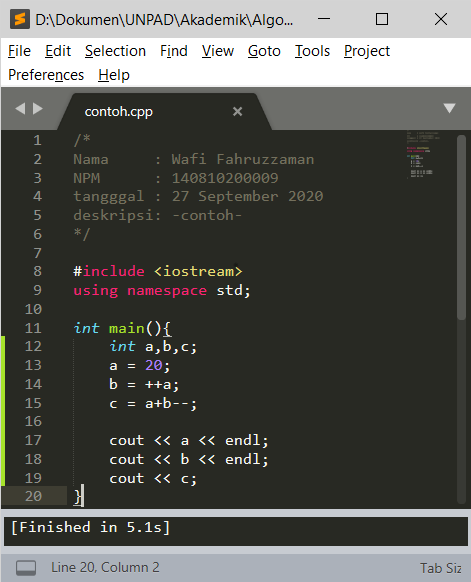 D:\Dokumen\UNPAD\Akademik\Algo...
File Edit Selection Find View Goto Tools Project
Preferences Help
contoh.cpp
1 /*
2 Nama : Wafi Fahruzzaman
3 NPM : 140810200009
4 tangggal : 27 September 2020
5 deskripsi: -contoh-
6 */
7
8 #include <iostream>
9 using namespace std;
10
11 int main(){
12 int a,b,c;
13 a = 20;
14 b = ++a;
15 c = a+b--;
16
17 cout << a << endl;
18 cout << b << endl;
19 cout << c;
20 }
[Finished in 5.1s]
Line 20, Column 2 Tab Siz